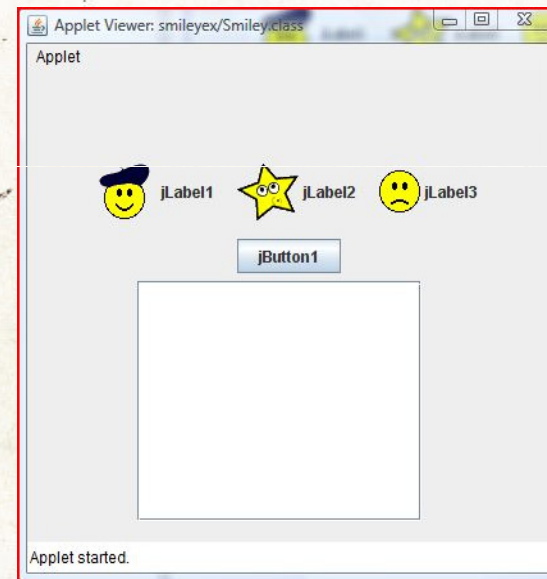 Applet Viewer: smileyex/Smiley.class
Applet
jLabel1 jLabel2 jLabel3
jButton1
Applet started.